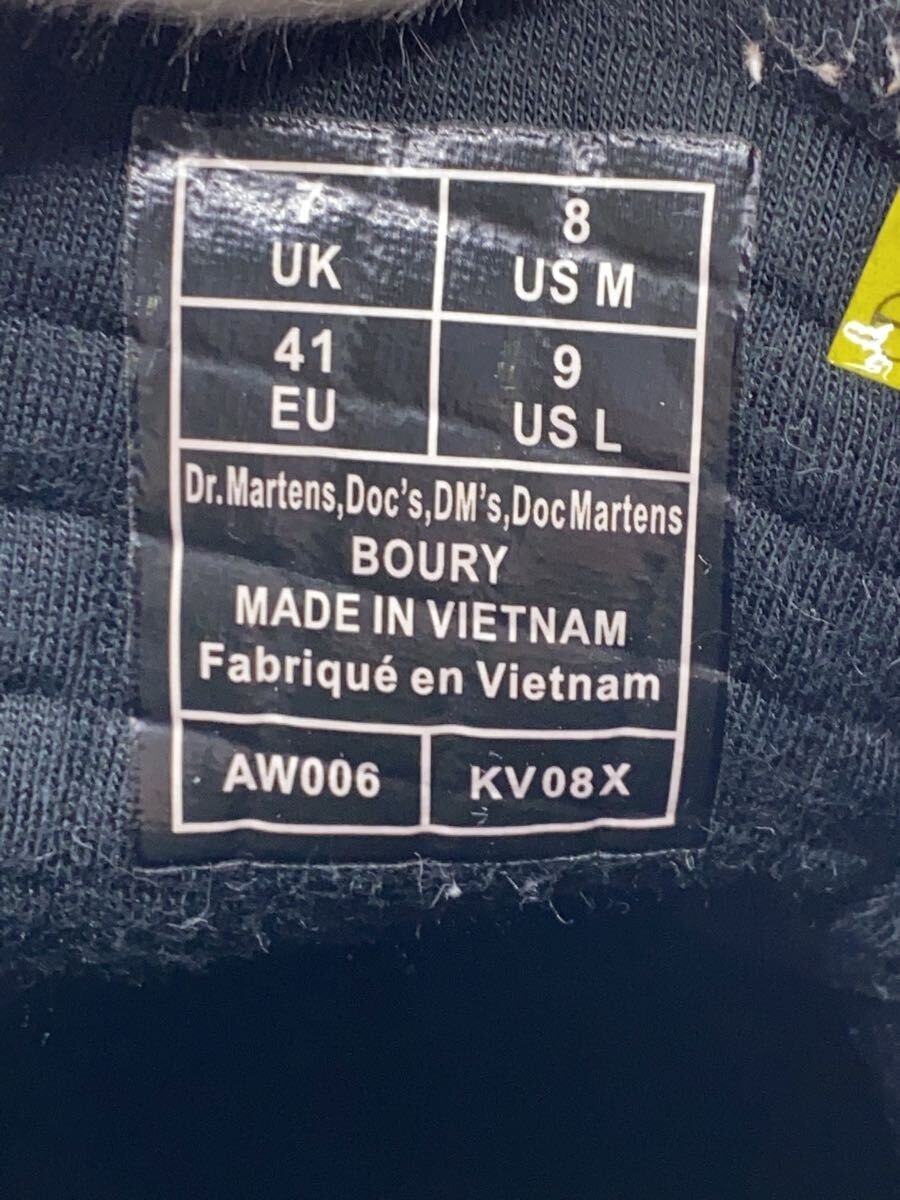 7
UK
8
US M
41
EU
9
US L
Dr.Martens,Doc's,DM's,DocMartens
BOURY
MADE IN VIETNAM
Fabriqué en Vietnam
AW006
KV08X